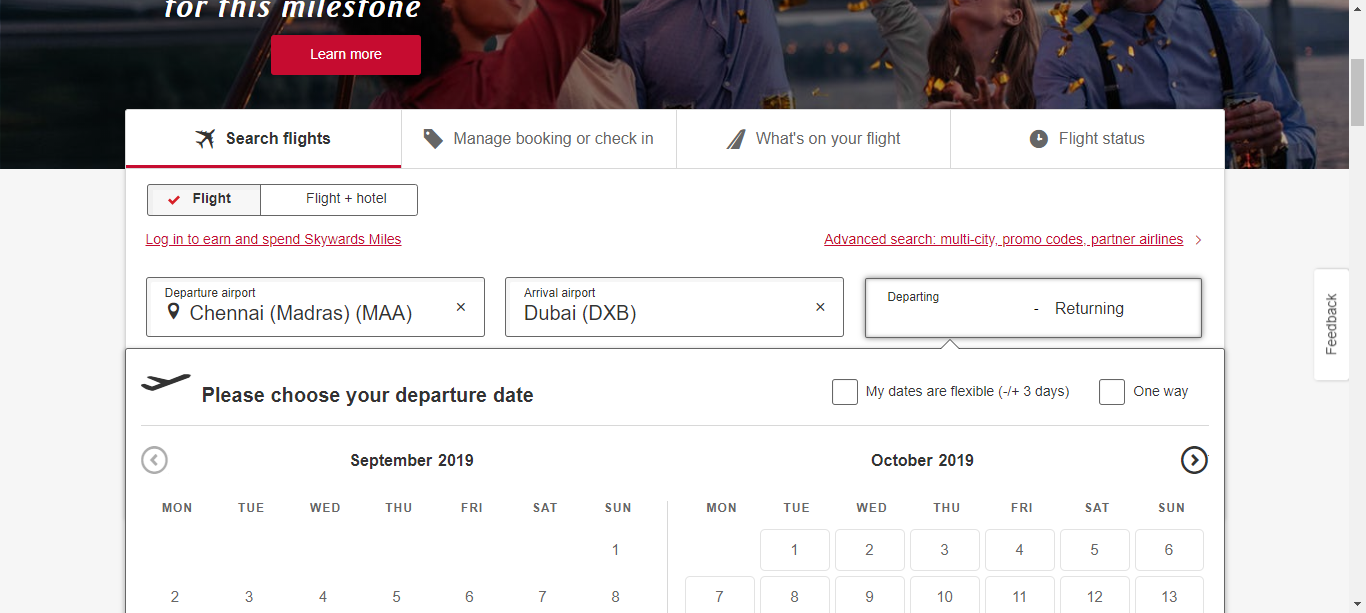 for this milestone
Learn more
Search flights
Manage booking or check in
What's on your flight
Flight status
Flight
Flight + hotel
Log in to earn and spend Skywards Miles
Advanced search: multi-city, promo codes, partner airlines
Departure airport
Chennai (Madras) (MAA)
Arrival airport
Dubai (DXB)
Departing
- Returning
Feedback
Please choose your departure date
My dates are flexible (-/+ 3 days)
One way
September 2019
MON TUE WED THU FRI SAT SUN
1
2 3 4 5 6 7 8
October 2019
MON TUE WED THU FRI SAT SUN
1 2 3 4 5 6
7 8 9 10 11 12 13